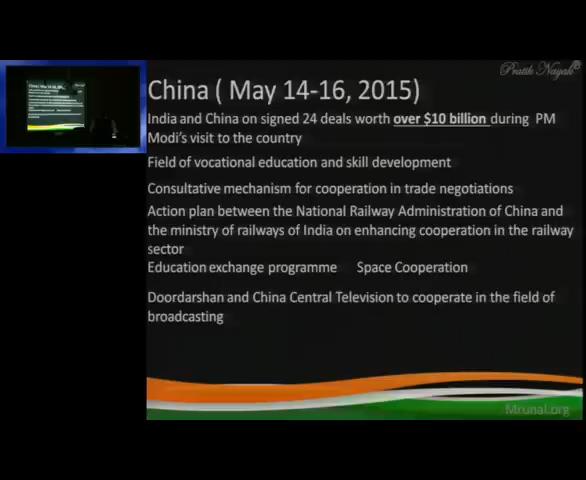 Pratik Nayak
China ( May 14-16, 2015)
India and China on signed 24 deals worth over $10 billion during PM
Modi's visit to the country
Field of vocational education and skill development
Consultative mechanism for cooperation in trade negotiations
Action plan between the National Railway Administration of China and
the ministry of railways of India on enhancing cooperation in the railway
sector
Education exchange programme Space Cooperation
Doordarshan and China Central Television to cooperate in the field of
broadcasting
Mrunal.org